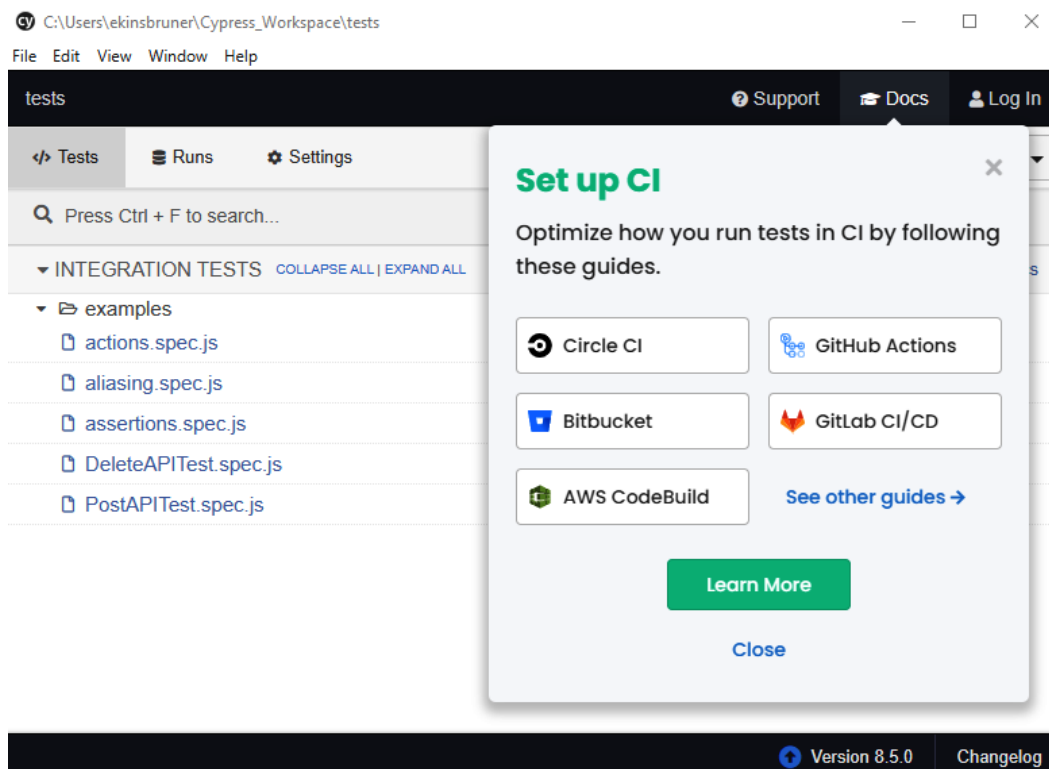 C:\Users\ekinsbruner\Cypress_Workspace\tests
File Edit View Window Help
tests
Support Docs Log In
</> Tests Runs Settings
Press Ctrl + F to search...
INTEGRATION TESTS COLLAPSE ALL | EXPAND ALL
examples
actions.spec.js
aliasing.spec.js
assertions.spec.js
DeleteAPITest.spec.js
PostAPITest.spec.js
Set up CI
Optimize how you run tests in CI by following
these guides.
Circle CI GitHub Actions
Bitbucket GitLab CI/CD
AWS CodeBuild See other guides →
Learn More
Close
Version 8.5.0 Changelog